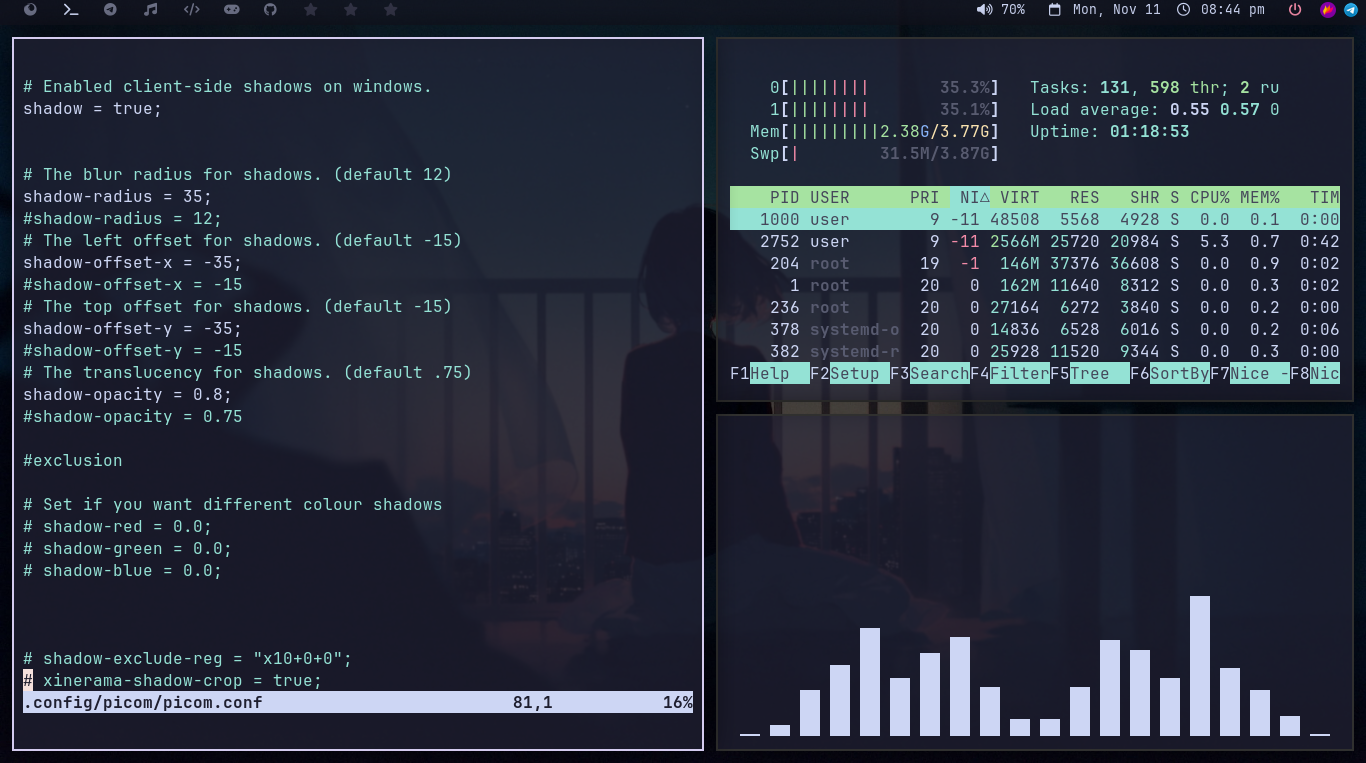 70% Mon, Nov 11 08:44 pm
# Enabled client-side shadows on windows.
shadow = true;
# The blur radius for shadows. (default 12)
shadow-radius = 35;
#shadow-radius = 12;
# The left offset for shadows. (default -15)
shadow-offset-x = -35;
#shadow-offset-x = -15
# The top offset for shadows. (default -15)
shadow-offset-y = -35;
#shadow-offset-y = -15
# The translucency for shadows. (default .75)
shadow-opacity = 0.8;
#shadow-opacity = 0.75
#exclusion
# Set if you want different colour shadows
# shadow-red = 0.0;
# shadow-green = 0.0;
# shadow-blue = 0.0;
# shadow-exclude-reg = "x10+0+0";
# xinerama-shadow-crop = true;
.config/picom/picom.conf 81,1 16%
0[|||||||| 35.3%] Tasks: 131, 598 thr; 2 ru
1[|||||||| 35.1%] Load average: 0.55 0.57 0
Mem[|||||||||2.38G/3.77G] Uptime: 01:18:53
Swp[| 31.5M/3.87G]
PID USER PRI NI△ VIRT RES SHR S CPU% MEM% TIM
1000 user 9 -11 48508 5568 4928 S 0.0 0.1 0:00
2752 user 9 -11 2566M 25720 20984 S 5.3 0.7 0:42
204 root 19 -1 146M 37376 36608 S 0.0 0.9 0:02
1 root 20 0 162M 11640 8312 S 0.0 0.3 0:02
236 root 20 0 27164 6272 3840 S 0.0 0.2 0:00
378 systemd-o 20 0 14836 6528 6016 S 0.0 0.2 0:06
382 systemd-r 20 0 25928 11520 9344 S 0.0 0.3 0:00
F1Help F2Setup F3SearchF4FilterF5Tree F6SortByF7Nice -F8Nic